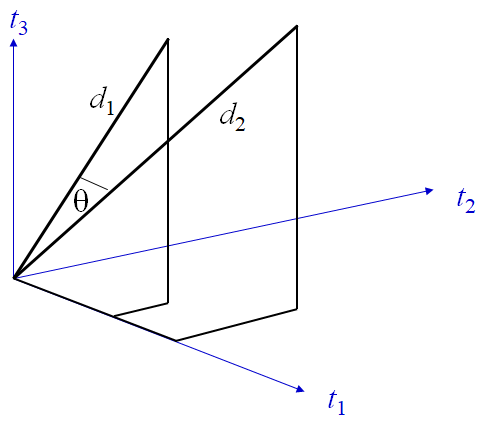 t₃
d₁
d₂
θ
t₂
t₁